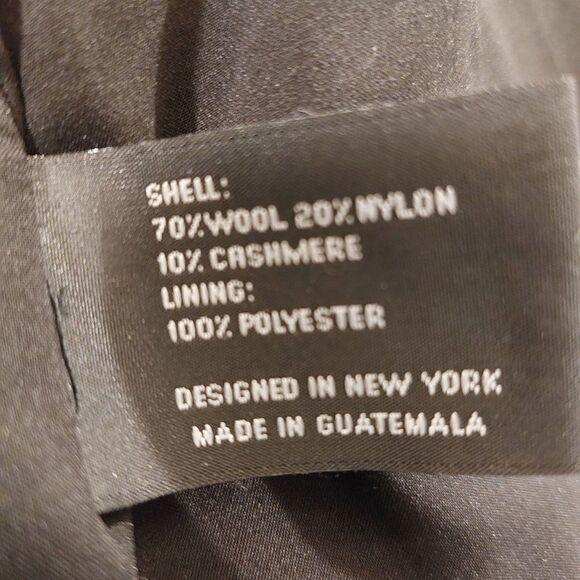 SHELL:
70% WOOL 20% NYLON
10% CASHMERE
LINING:
100% POLYESTER
DESIGNED IN NEW YORK
MADE IN GUATEMALA